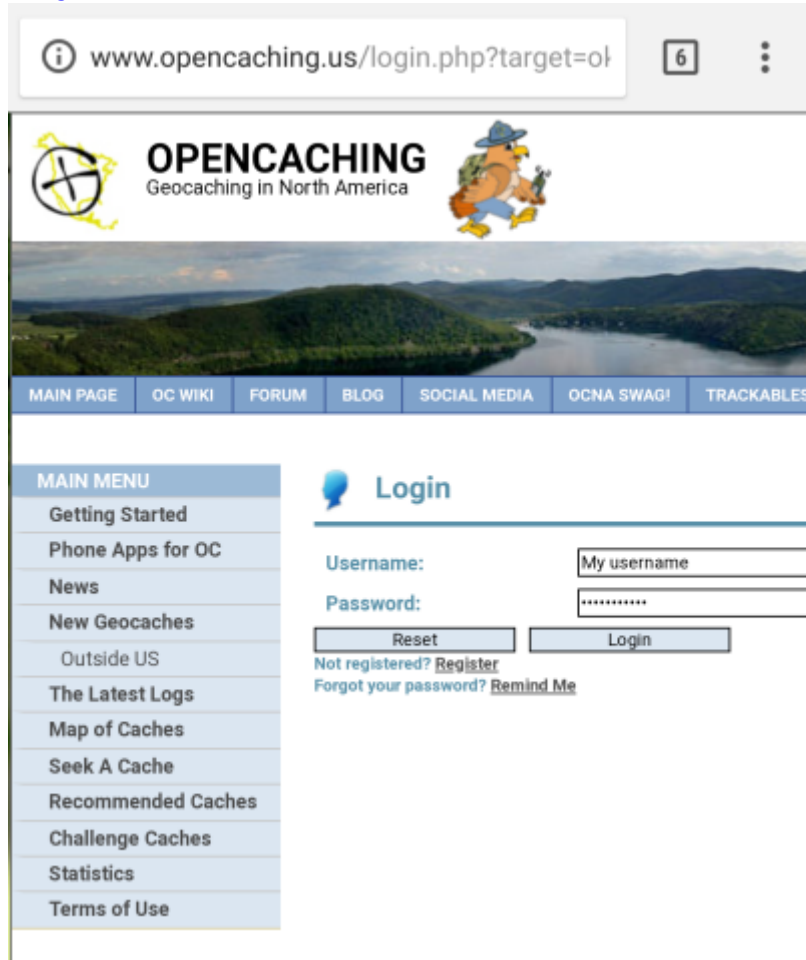 www.opencaching.us/login.php?target=ok
6
OPENCACHING
Geocaching in North America
MAIN PAGE OC WIKI FORUM BLOG SOCIAL MEDIA OCNA SWAG! TRACKABLES
MAIN MENU
Getting Started
Phone Apps for OC
News
New Geocaches
Outside US
The Latest Logs
Map of Caches
Seek A Cache
Recommended Caches
Challenge Caches
Statistics
Terms of Use
Login
Username: My username
Password: ···········
Reset Login
Not registered? Register
Forgot your password? Remind Me